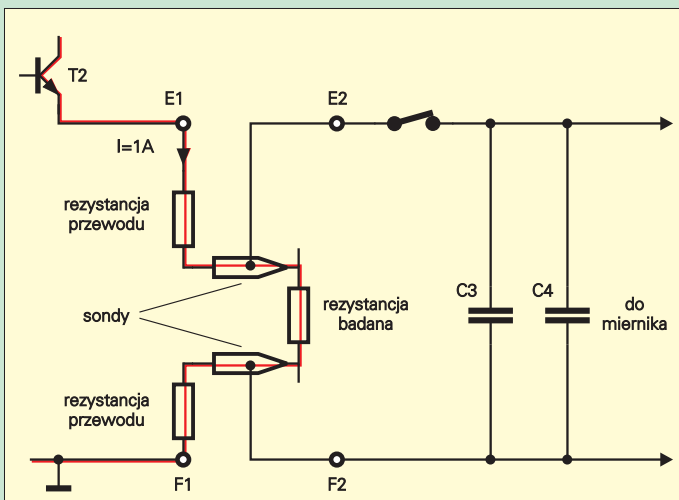 T2
E1
E2
I=1A
rezystancja
przewodu
sondy
rezystancja
badana
C3
C4
do
miernika
rezystancja
przewodu
F1
F2